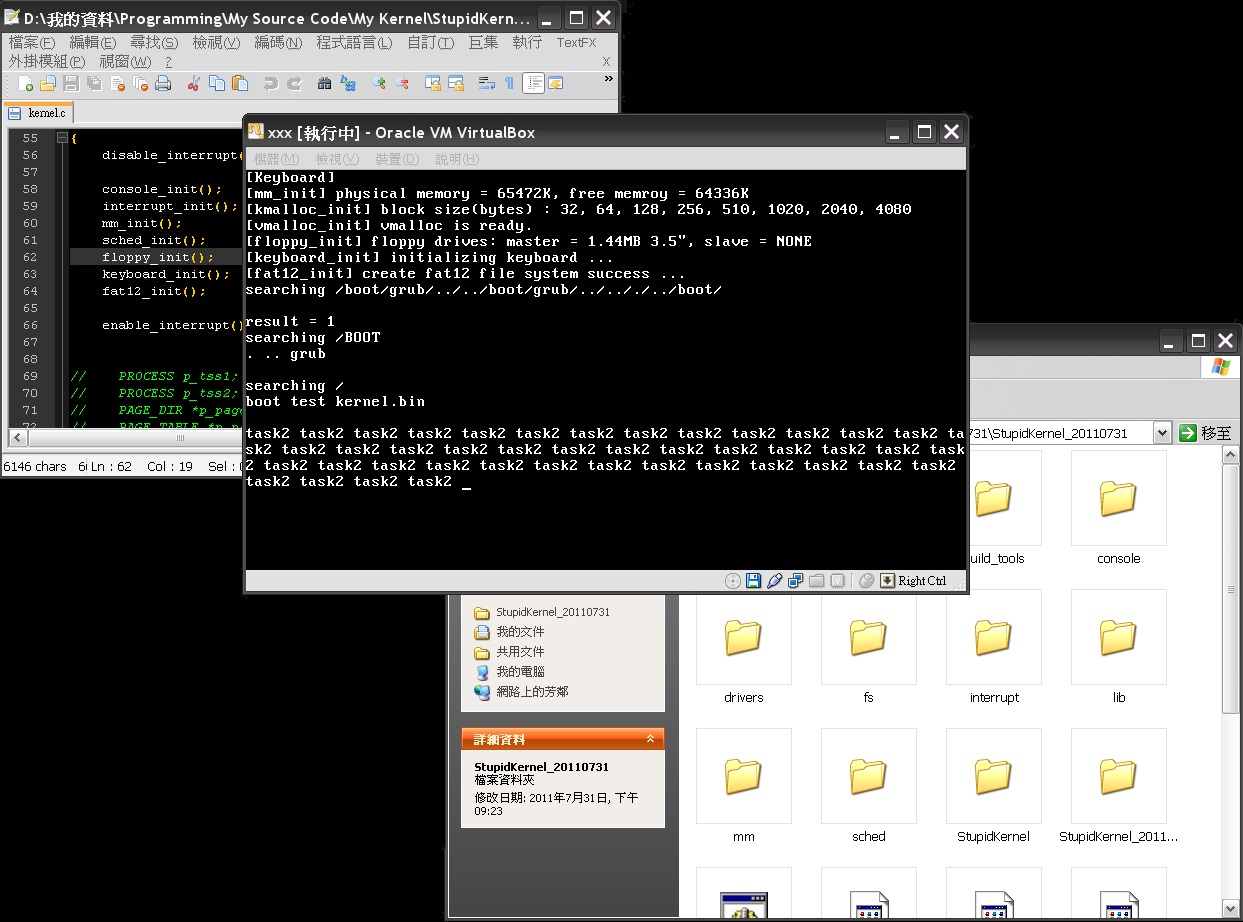 D:\我的資料\Programming\My Source Code\My Kernel\StupidKern...
檔案(F) 編輯(E) 尋找(S) 檢視(V) 編碼(N) 程式語言(L) 自訂(T) 巨集 執行 TextFX
外掛模組(P) 視窗(W) ? X
kernel.c
55 {
56 disable_interrupt(
57
58 console_init();
59 interrupt_init();
60 mm_init();
61 sched_init();
62 floppy_init();
63 keyboard_init();
64 fat12_init();
65
66 enable_interrupt()
67
68
69 // PROCESS p_tss1;
70 // PROCESS p_tss2;
71 // PAGE_DIR *p_page
72 // PAGE_TABLE *p_p
6146 chars 6 Ln : 62 Col : 19 Sel : 0
xxx [執行中] - Oracle VM VirtualBox
機器(M) 檢視(V) 裝置(D) 說明(H)
[Keyboard]
[mm_init] physical memory = 65472K, free memroy = 64336K
[kmalloc_init] block size(bytes) : 32, 64, 128, 256, 510, 1020, 2040, 4080
[vmalloc_init] vmalloc is ready.
[floppy_init] floppy drives: master = 1.44MB 3.5", slave = NONE
[keyboard_init] initializing keyboard ...
[fat12_init] create fat12 file system success ...
searching /boot/grub/../../boot/grub/../.././../boot/
result = 1
searching /BOOT
. .. grub
searching /
boot test kernel.bin
task2 task2 task2 task2 task2 task2 task2 task2 task2 task2 task2 task2 task2 ta
sk2 task2 task2 task2 task2 task2 task2 task2 task2 task2 task2 task2 task2 task
2 task2 task2 task2 task2 task2 task2 task2 task2 task2 task2 task2 task2 task2
task2 task2 task2 task2 _
Right Ctrl
731\StupidKernel_20110731 移至
uild_tools console
StupidKernel_20110731
我的文件
共用文件
我的電腦
網路上的芳鄰
drivers fs interrupt lib
詳細資料
StupidKernel_20110731
檔案資料夾
修改日期: 2011年7月31日, 下午
09:23
mm sched StupidKernel StupidKernel_2011...